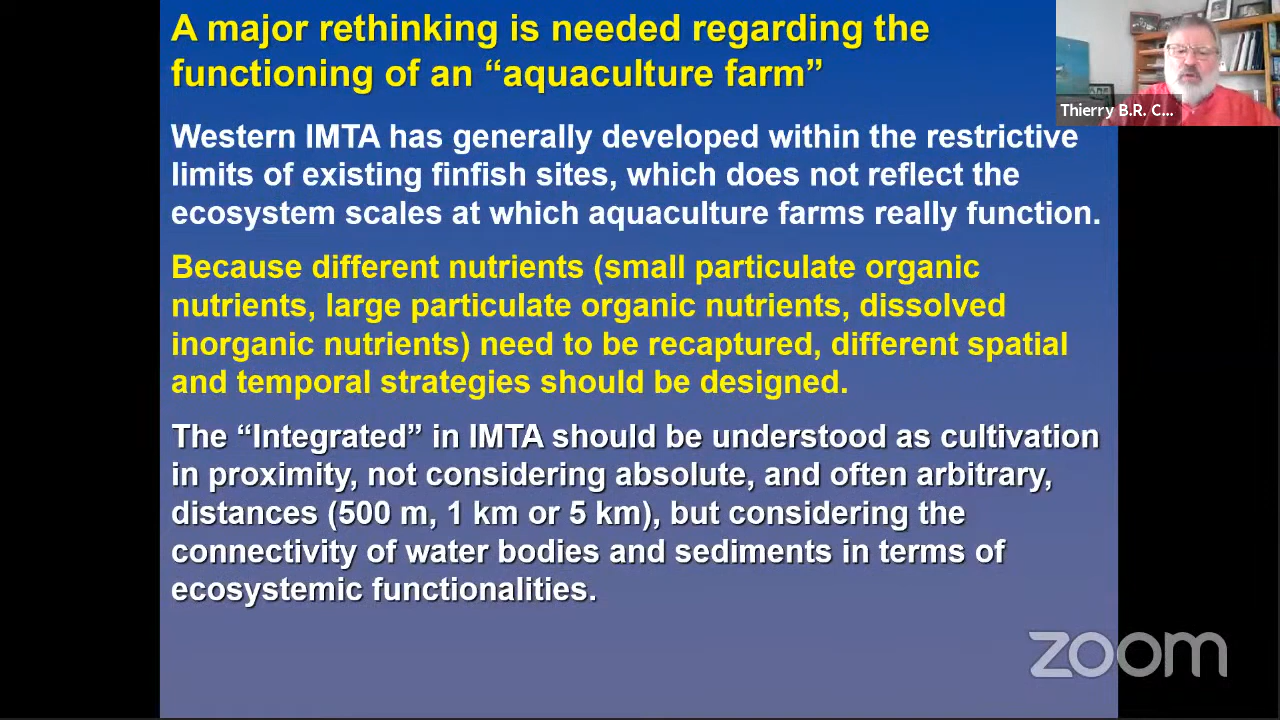 A major rethinking is needed regarding the
functioning of an “aquaculture farm”
Thierry B.R. C...
Western IMTA has generally developed within the restrictive
limits of existing finfish sites, which does not reflect the
ecosystem scales at which aquaculture farms really function.
Because different nutrients (small particulate organic
nutrients, large particulate organic nutrients, dissolved
inorganic nutrients) need to be recaptured, different spatial
and temporal strategies should be designed.
The “Integrated” in IMTA should be understood as cultivation
in proximity, not considering absolute, and often arbitrary,
distances (500 m, 1 km or 5 km), but considering the
connectivity of water bodies and sediments in terms of
ecosystemic functionalities.
zoom